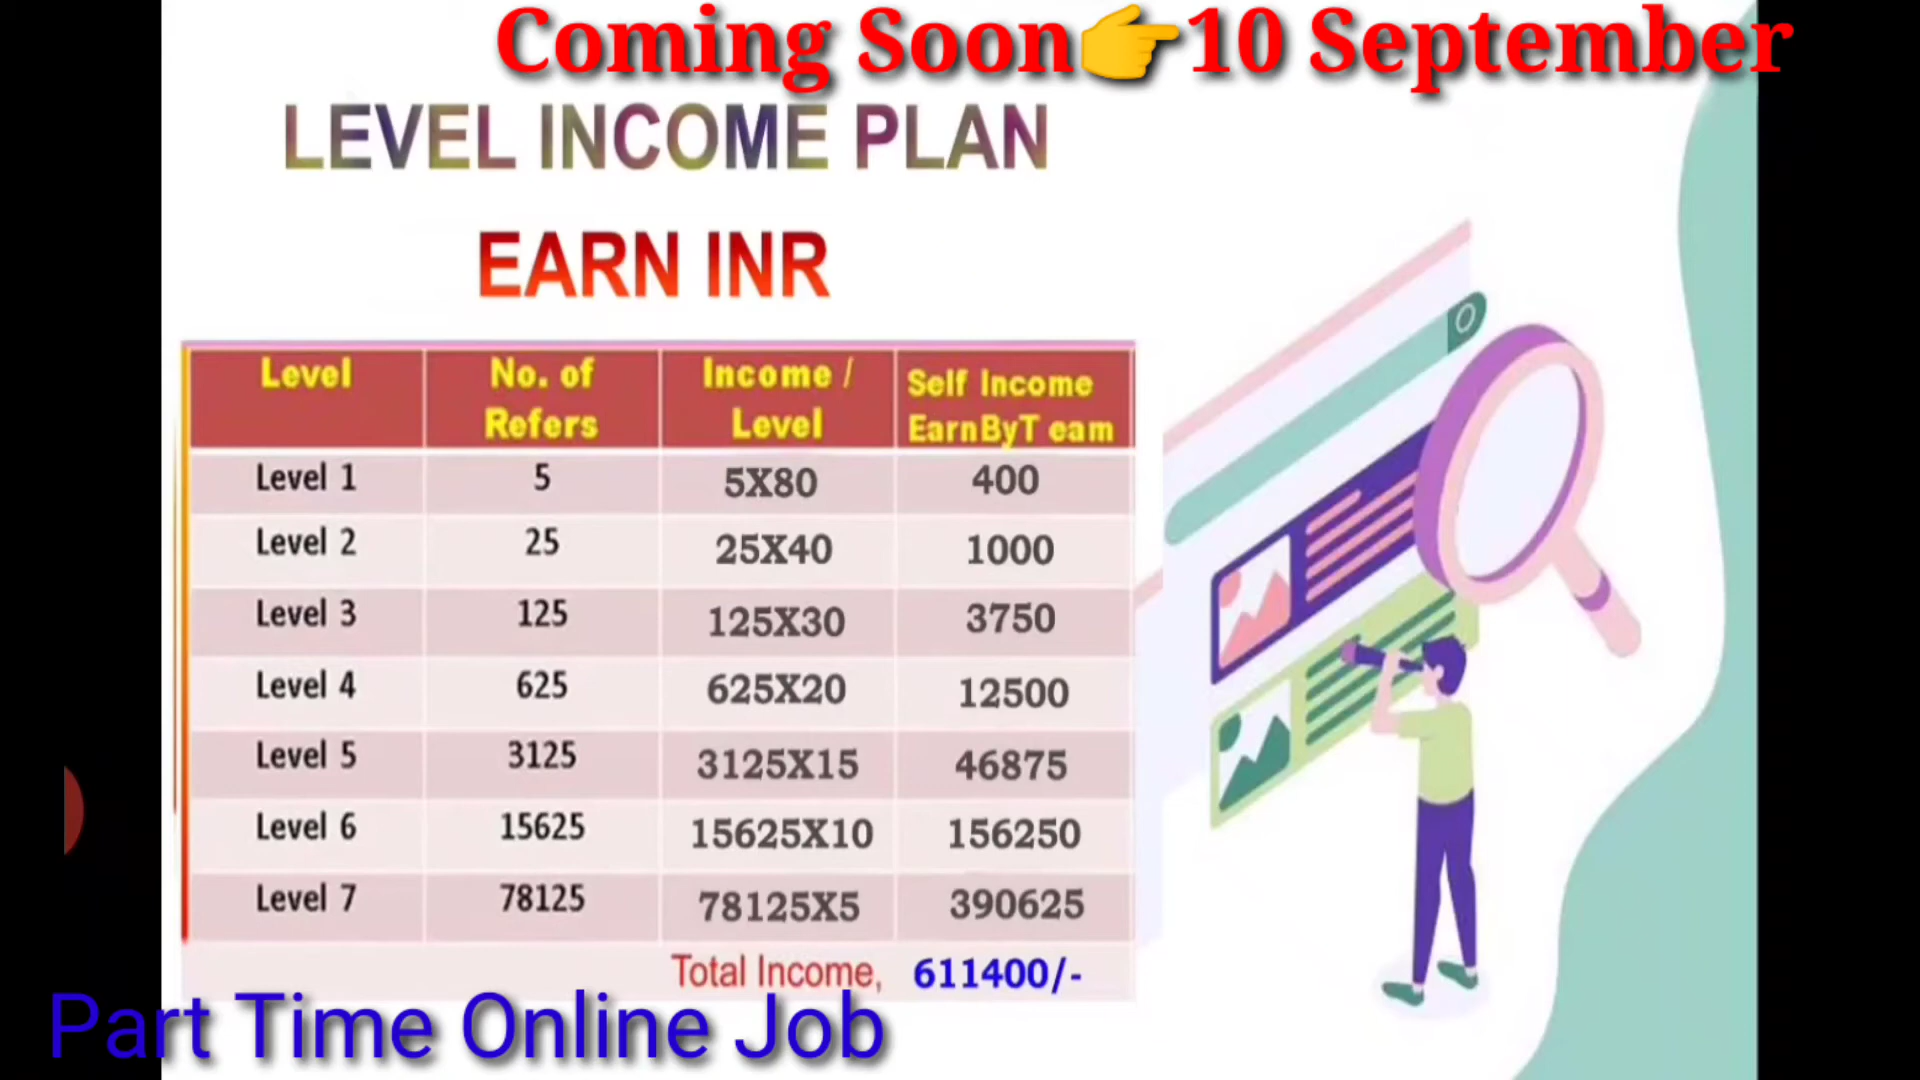 Coming Soon👉10 September
LEVEL INCOME PLAN
EARN INR
Level No. of Refers Income / Level Self Income EarnByT eam
Level 1 5 5X80 400
Level 2 25 25X40 1000
Level 3 125 125X30 3750
Level 4 625 625X20 12500
Level 5 3125 3125X15 46875
Level 6 15625 15625X10 156250
Level 7 78125 78125X5 390625
Total Income, 611400/-
Part Time Online Job